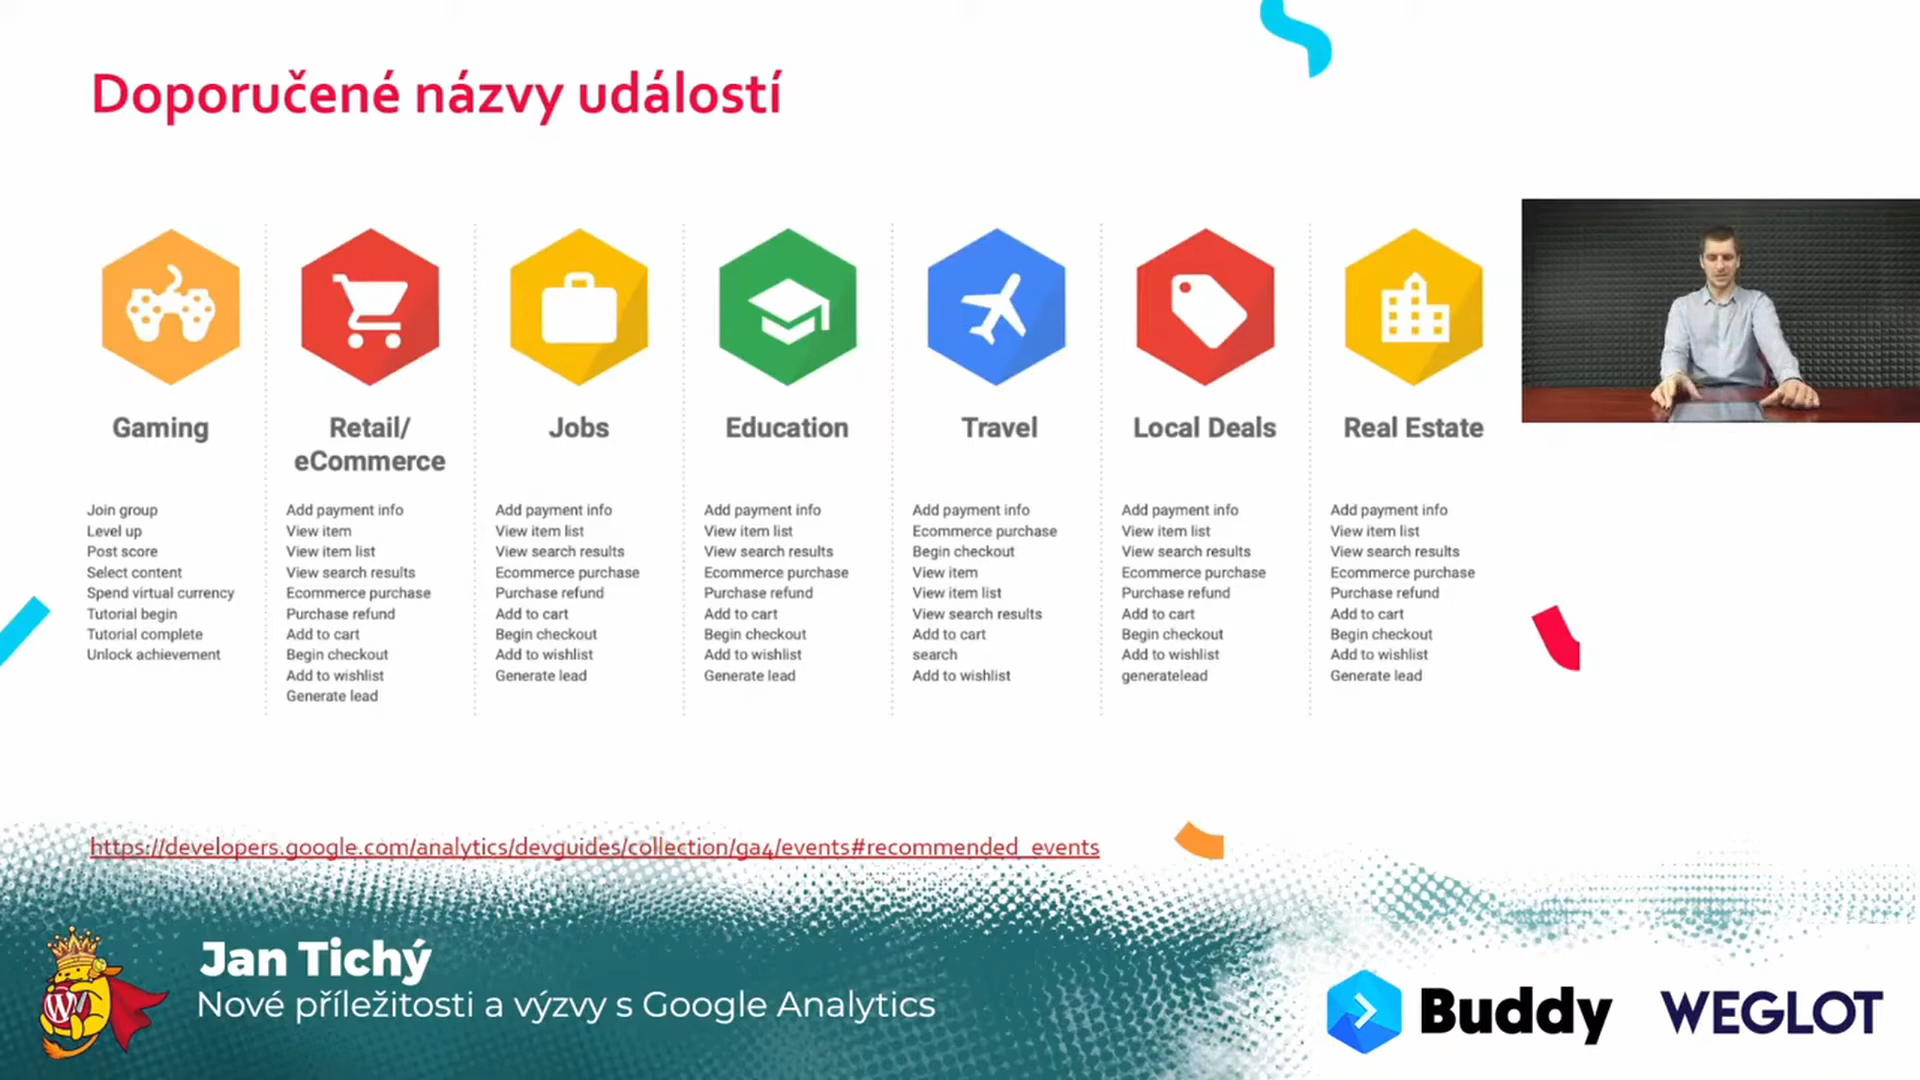 Doporučené názvy událostí
Gaming
Join group
Level up
Post score
Select content
Spend virtual currency
Tutorial begin
Tutorial complete
Unlock achievement
Retail/
eCommerce
Add payment info
View item
View item list
View search results
Ecommerce purchase
Purchase refund
Add to cart
Begin checkout
Add to wishlist
Generate lead
Jobs
Add payment info
View item list
View search results
Ecommerce purchase
Purchase refund
Add to cart
Begin checkout
Add to wishlist
Generate lead
Education
Add payment info
View item list
View search results
Ecommerce purchase
Purchase refund
Add to cart
Begin checkout
Add to wishlist
Generate lead
Travel
Add payment info
Ecommerce purchase
Begin checkout
View item
View item list
View search results
Add to cart
search
Add to wishlist
Local Deals
Add payment info
View item list
View search results
Ecommerce purchase
Purchase refund
Add to cart
Begin checkout
Add to wishlist
generatelead
Real Estate
Add payment info
View item list
View search results
Ecommerce purchase
Purchase refund
Add to cart
Begin checkout
Add to wishlist
Generate lead
https://developers.google.com/analytics/devguides/collection/ga4/events#recommended_events
Jan Tichý
Nové příležitosti a výzvy s Google Analytics
Buddy
WEGLOT